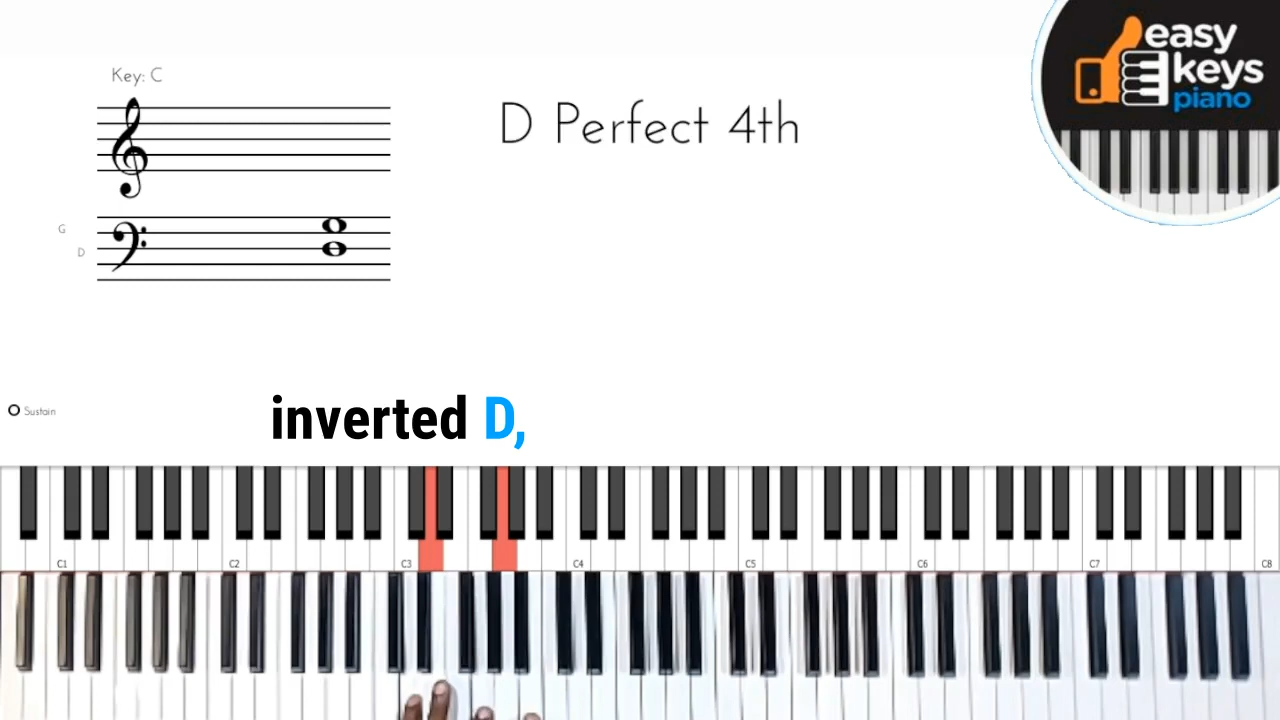 Key: C
D Perfect 4th
easy
keys
piano
G
D
Sustain
inverted D,
C1 C2 C3 C4 C5 C6 C7 C8